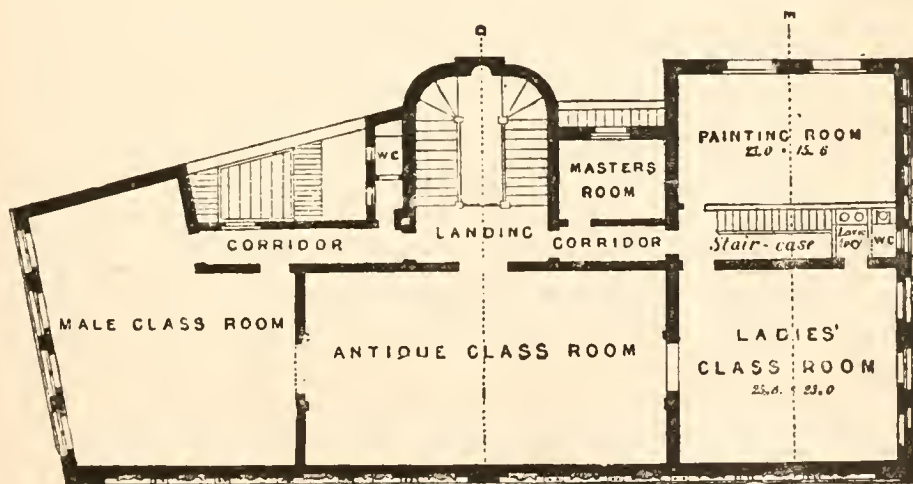 D
E
PAINTING ROOM
WC
MASTERS
ROOM
CORRIDOR
LANDING
CORRIDOR
Stair-case
WC
MALE CLASS ROOM
ANTIQUE CLASS ROOM
LADIES'
CLASS ROOM